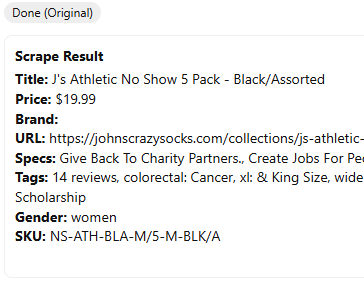 Done (Original)
Scrape Result
Title: J's Athletic No Show 5 Pack - Black/Assorted
Price: $19.99
Brand:
URL: https://johnscrazysocks.com/collections/js-athletic-
Specs: Give Back To Charity Partners., Create Jobs For Pe
Tags: 14 reviews, colorectal: Cancer, xl: & King Size, wide
Scholarship
Gender: women
SKU: NS-ATH-BLA-M/5-M-BLK/A